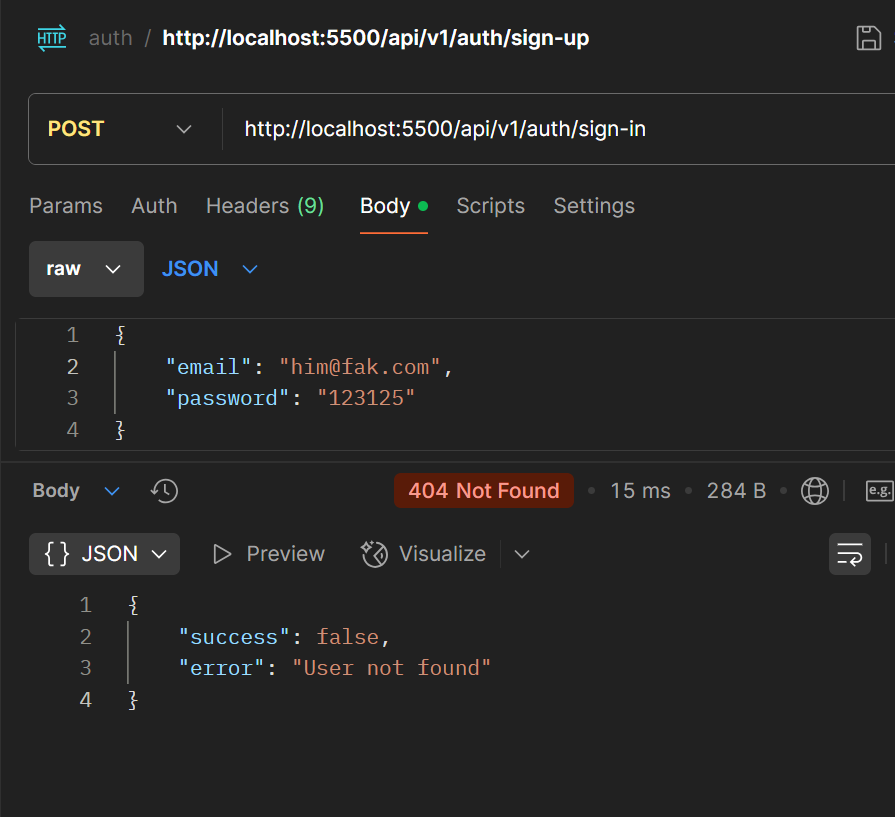 HTTP auth / http://localhost:5500/api/v1/auth/sign-up
POST http://localhost:5500/api/v1/auth/sign-in
Params Auth Headers (9) Body Scripts Settings
raw JSON
1 {
2 "email": "him@fak.com",
3 "password": "123125"
4 }
Body 404 Not Found • 15 ms • 284 B • e.g.
{} JSON Preview Visualize
1 {
2 "success": false,
3 "error": "User not found"
4 }